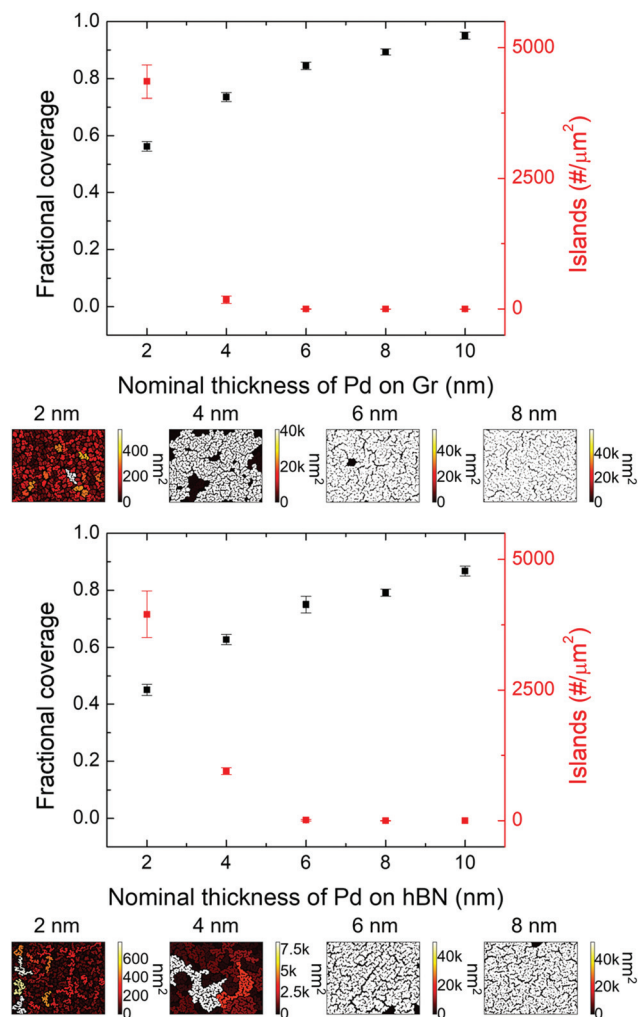 1.0
0.8
0.6
0.4
0.2
0.0
Fractional coverage
5000
2500
0
Islands (#/μm²)
2 4 6 8 10
Nominal thickness of Pd on Gr (nm)
2 nm 4 nm 6 nm 8 nm
400
200
0
nm²
40k
20k
0
nm²
40k
20k
0
nm²
40k
20k
0
nm²
1.0
0.8
0.6
0.4
0.2
0.0
Fractional coverage
5000
2500
0
Islands (#/μm²)
2 4 6 8 10
Nominal thickness of Pd on hBN (nm)
2 nm 4 nm 6 nm 8 nm
600
400
200
0
nm²
7.5k
5k
2.5k
0
nm²
40k
20k
0
nm²
40k
20k
0
nm²